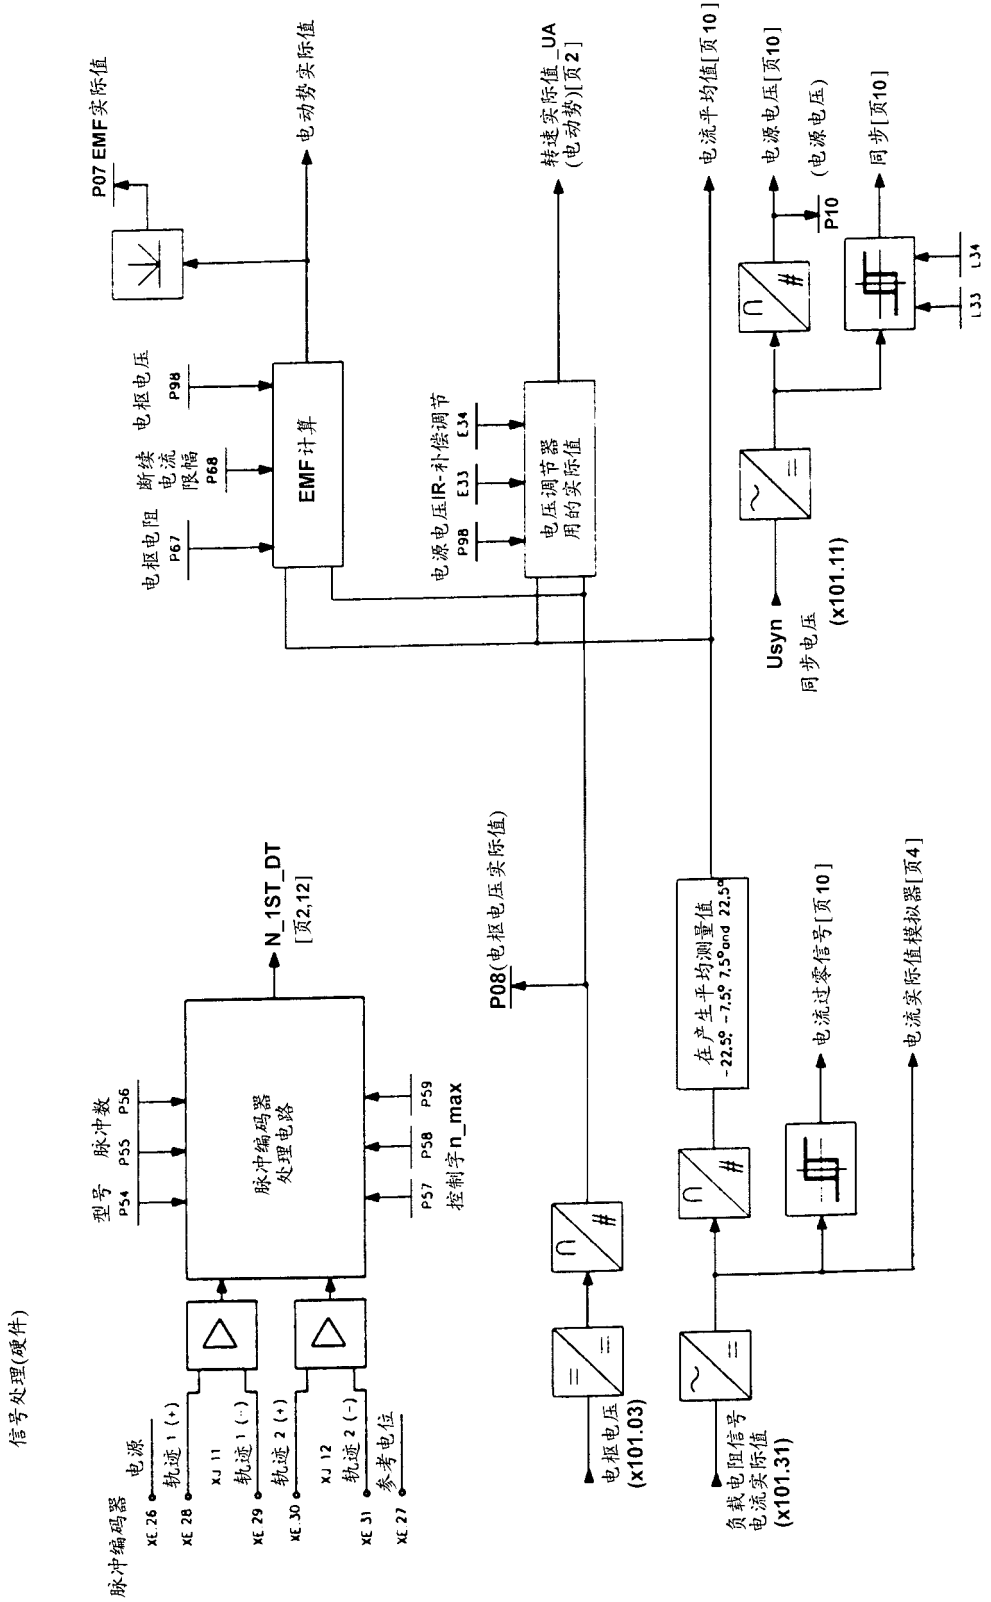 信号处理(硬件)
脉冲编码器
XE.26
电源
XE 28
轨迹1 (+)
XJ 11
XE 29
轨迹1 (-)
XE.30
轨迹2 (+)
XJ 12
XE 31
轨迹2 (-)
XE 27
参考电位
型号
脉冲数
P54
P55
P56
脉冲编码器
处理电路
P57
P58
P59
控制字n_max
N_1ST_DT
[页2,12]
电枢电阻
P67
断续
电流
限幅
P68
电枢电压
P98
EMF计算
P07 EMF实际值
电动势实际值
电源电压IR-补偿调节
P98
E33
E34
电压调节器
用的实际值
转速实际值_UA
(电动势)[页2]
电枢电压
(x101.03)
=
=
U
#
P08(电枢电压实际值)
负载电阻信号
电流实际值
(x101.31)
~
=
U
#
在产生平均测量值
-22.5° -7.5° 7.5° and 22.5°
电流平均值[页10]
电流过零信号[页10]
电流实际值模拟器[页4]
Usyn
同步电压
(x101.11)
~
=
U
#
电源电压[页10]
P10
(电源电压)
同步[页10]
L33
L34